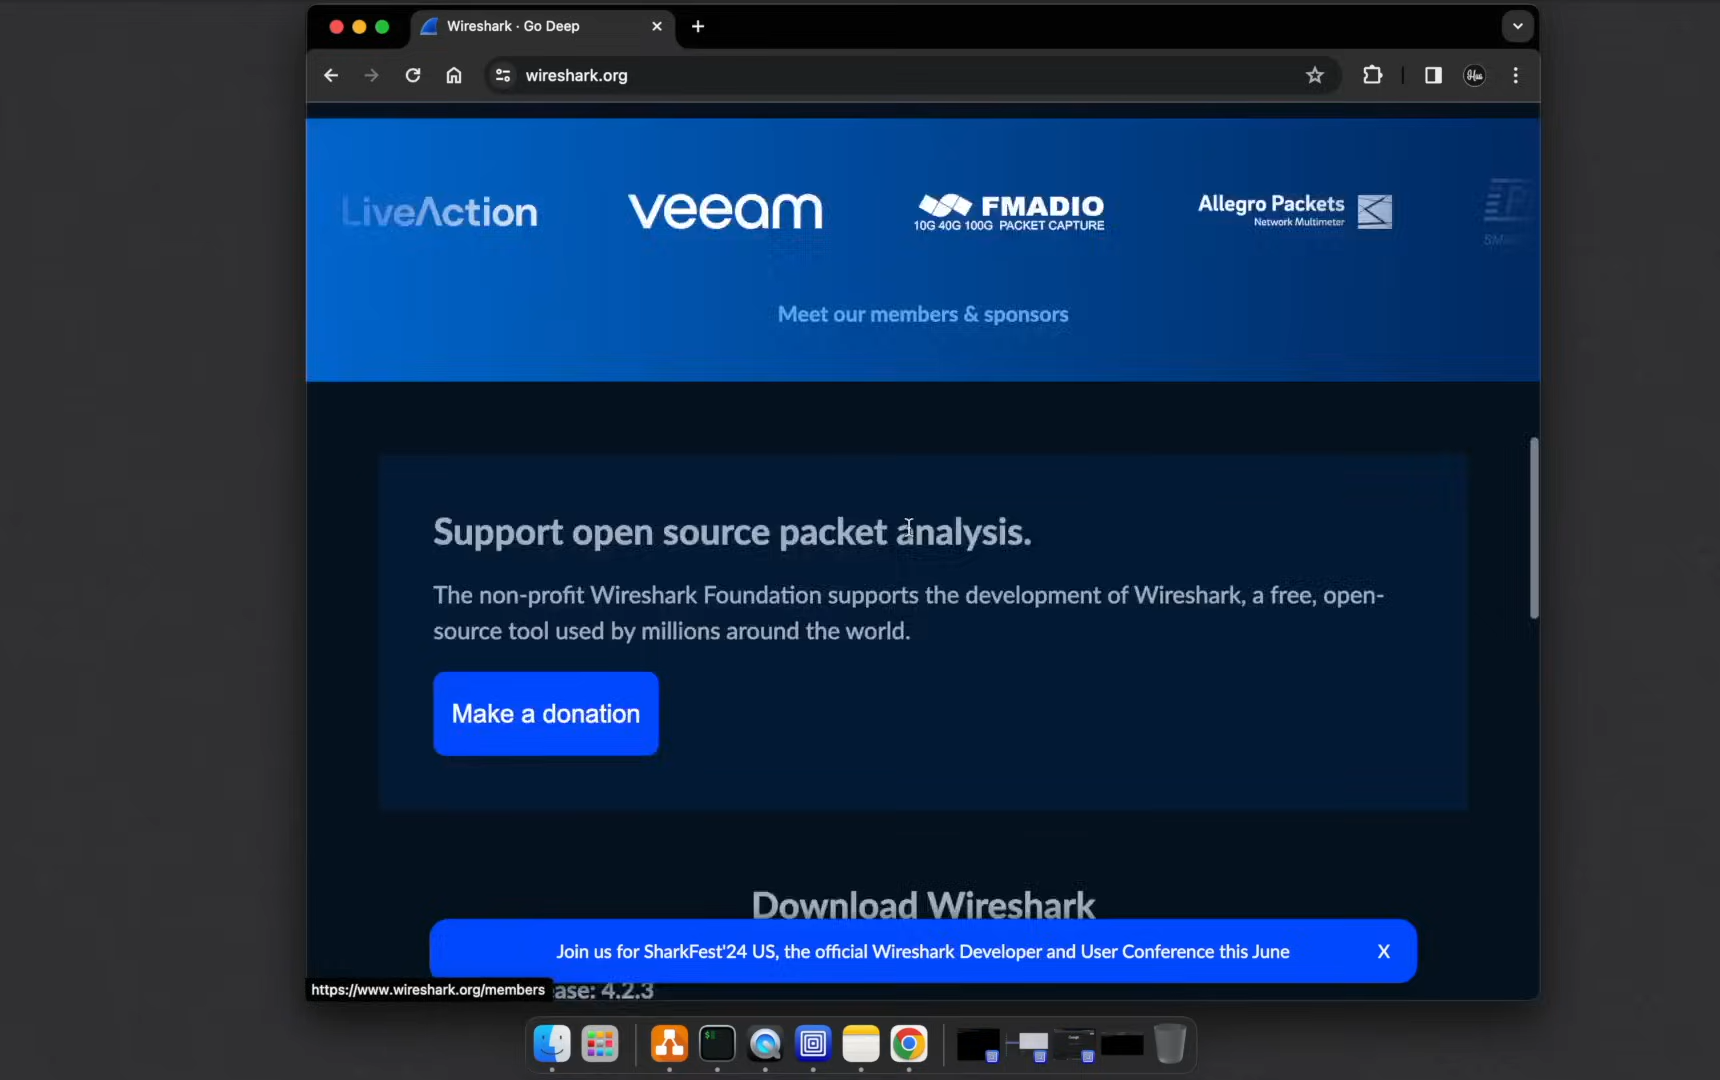 Wireshark · Go Deep
wireshark.org
LiveAction
veeam
FMADIO
10G 40G 100G PACKET CAPTURE
Allegro Packets
Network Multimeter
Meet our members & sponsors
Support open source packet analysis.
The non-profit Wireshark Foundation supports the development of Wireshark, a free, open-
source tool used by millions around the world.
Make a donation
Download Wireshark
Join us for SharkFest'24 US, the official Wireshark Developer and User Conference this June
X
https://www.wireshark.org/members
ease: 4.2.3